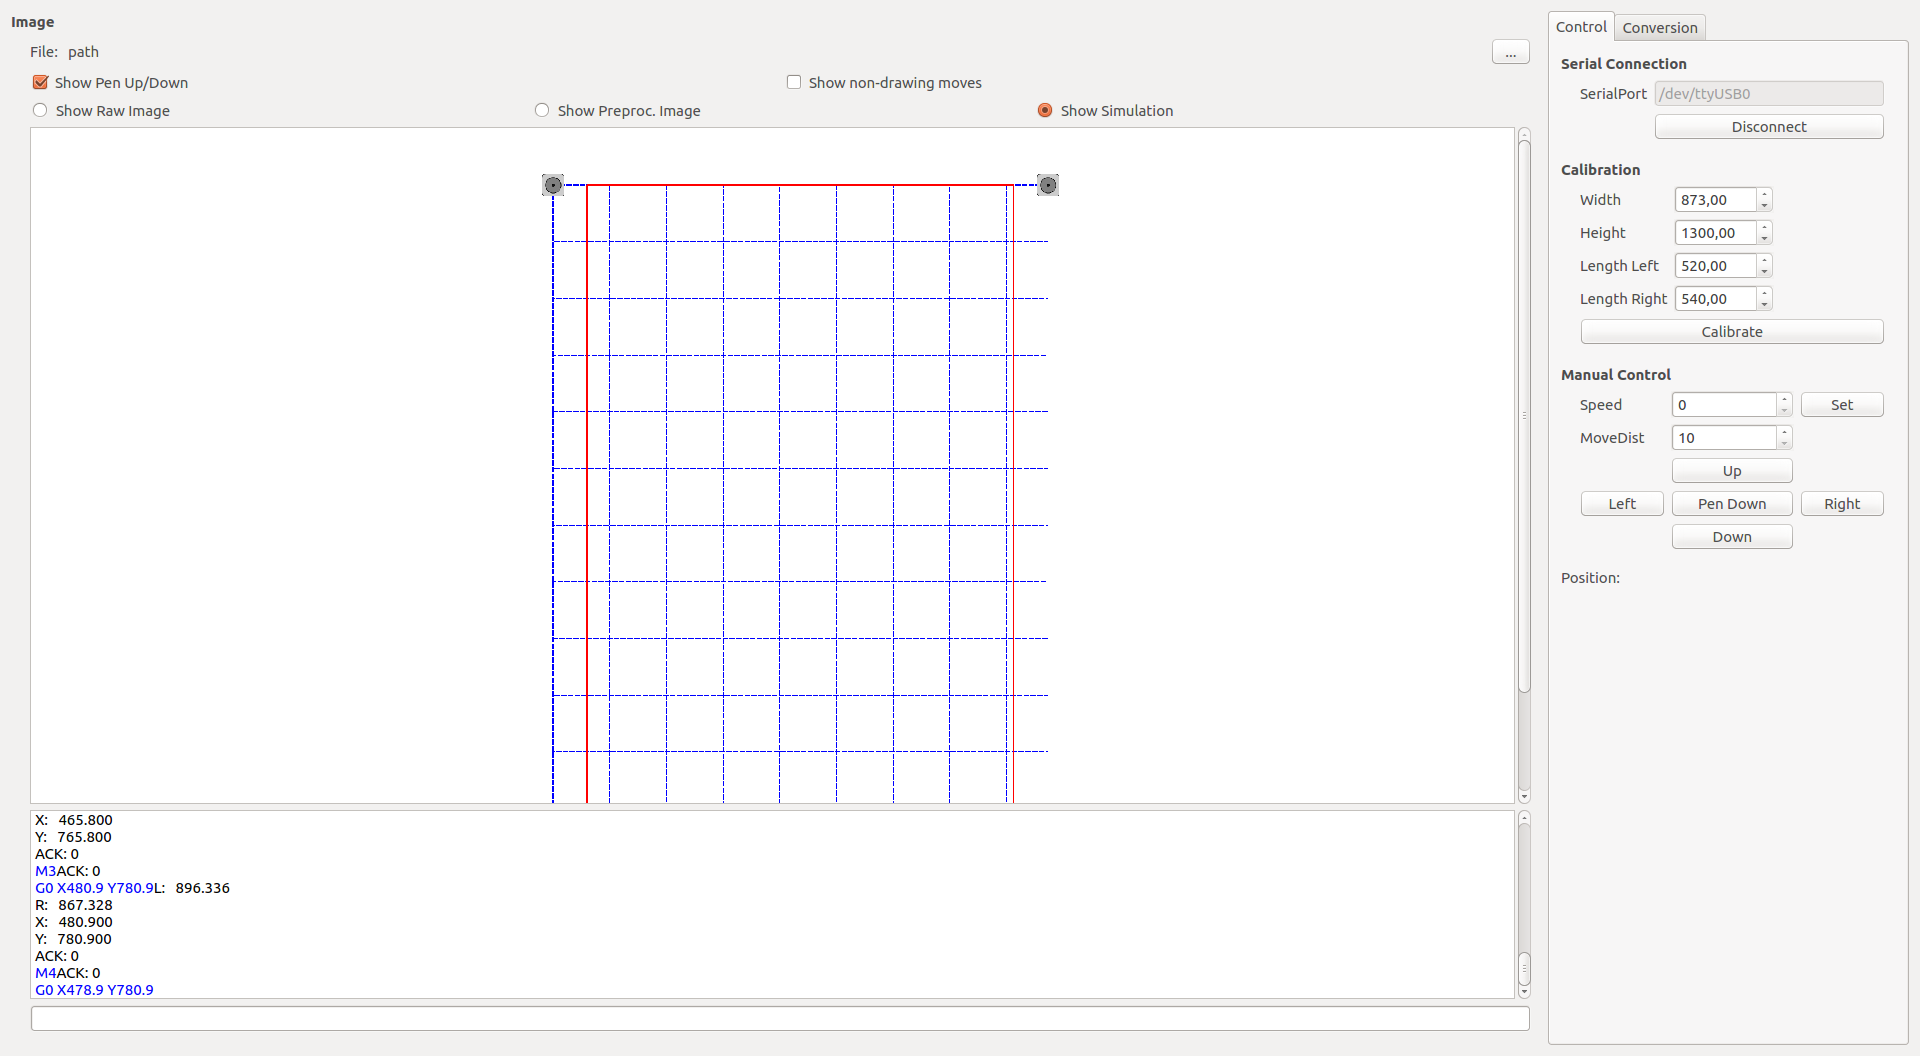 Image
File: path
...
Show Pen Up/Down
Show non-drawing moves
Show Raw Image
Show Preproc. Image
Show Simulation
X: 465.800
Y: 765.800
ACK: 0
M3ACK: 0
G0 X480.9 Y780.9L: 896.336
R: 867.328
X: 480.900
Y: 780.900
ACK: 0
M4ACK: 0
G0 X478.9 Y780.9
Control
Conversion
Serial Connection
SerialPort /dev/ttyUSB0
Disconnect
Calibration
Width 873,00
Height 1300,00
Length Left 520,00
Length Right 540,00
Calibrate
Manual Control
Speed 0 Set
MoveDist 10
Up
Left Pen Down Right
Down
Position: